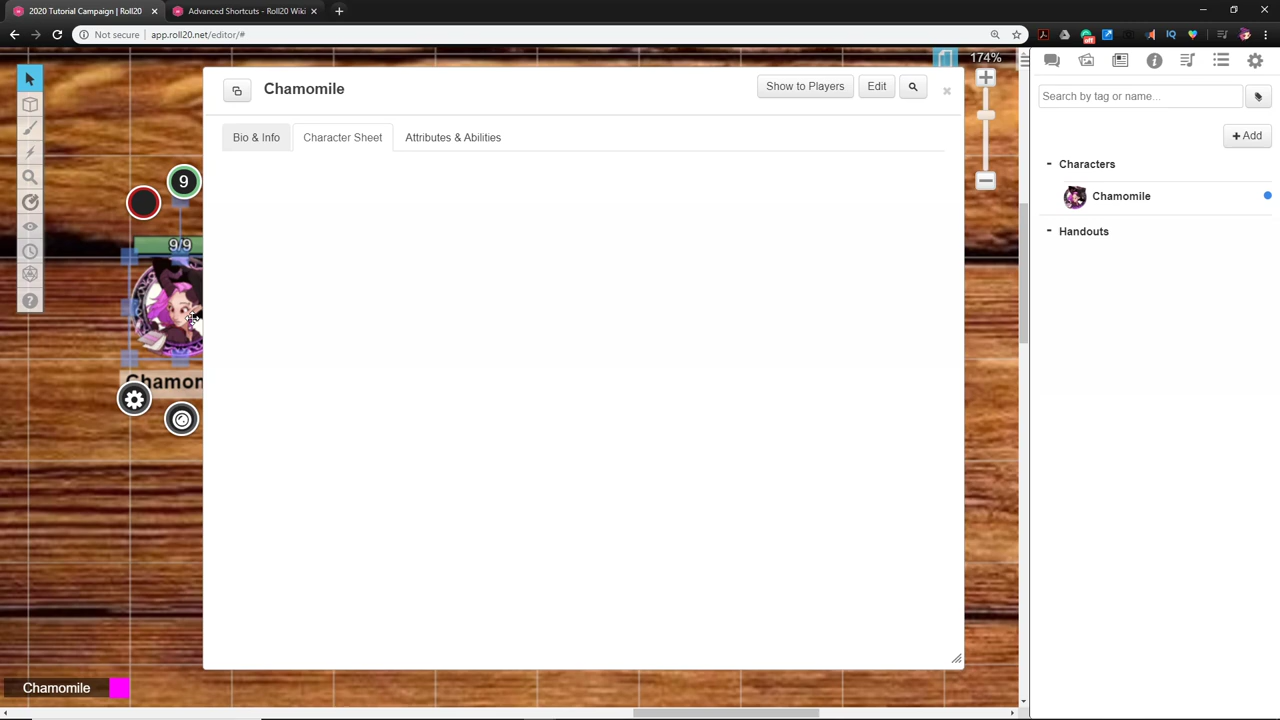 2020 Tutorial Campaign | Roll20
Advanced Shortcuts - Roll20 Wiki
Not secure
app.roll20.net/editor/#
174%
Chamomile
Show to Players
Edit
Bio & Info
Character Sheet
Attributes & Abilities
Search by tag or name...
+ Add
Characters
Chamomile
Handouts
9
9/9
Chamom
Chamomile